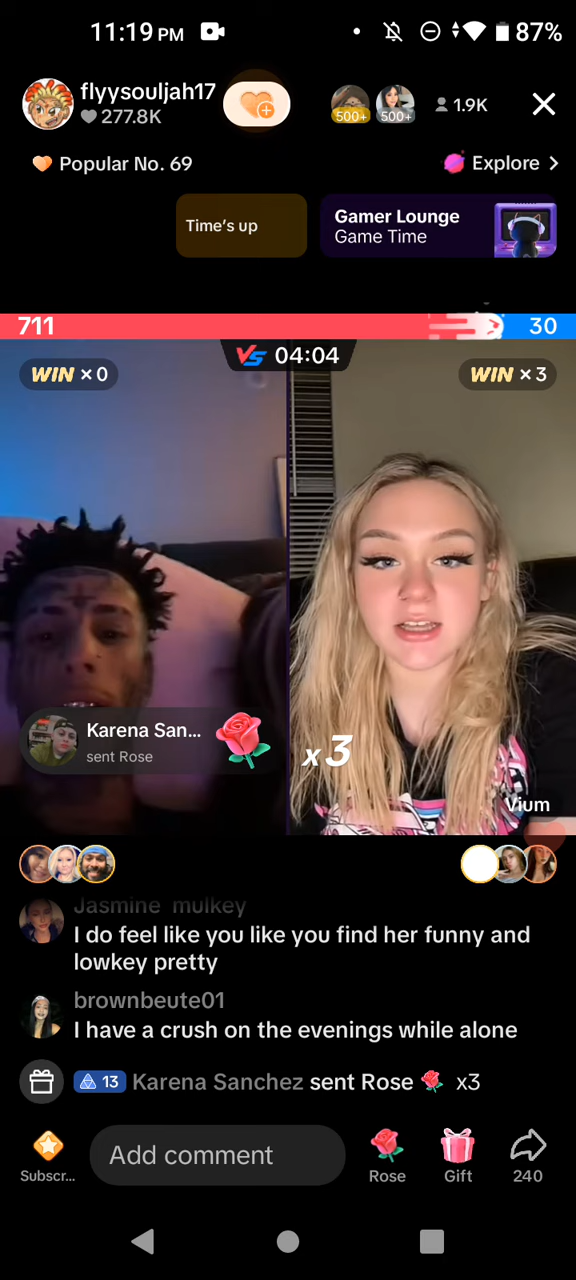 11:19 PM
87%
flyysouljah17
277.8K
500+
500+
1.9K
Popular No. 69
Explore >
Time's up
Gamer Lounge
Game Time
711
30
VS 04:04
WIN ×0
WIN ×3
Karena San...
sent Rose
x3
Vium
Jasmine mulkey
I do feel like you like you find her funny and
lowkey pretty
brownbeute01
I have a crush on the evenings while alone
13 Karena Sanchez sent Rose x3
Add comment
Subscr...
Rose
Gift
240